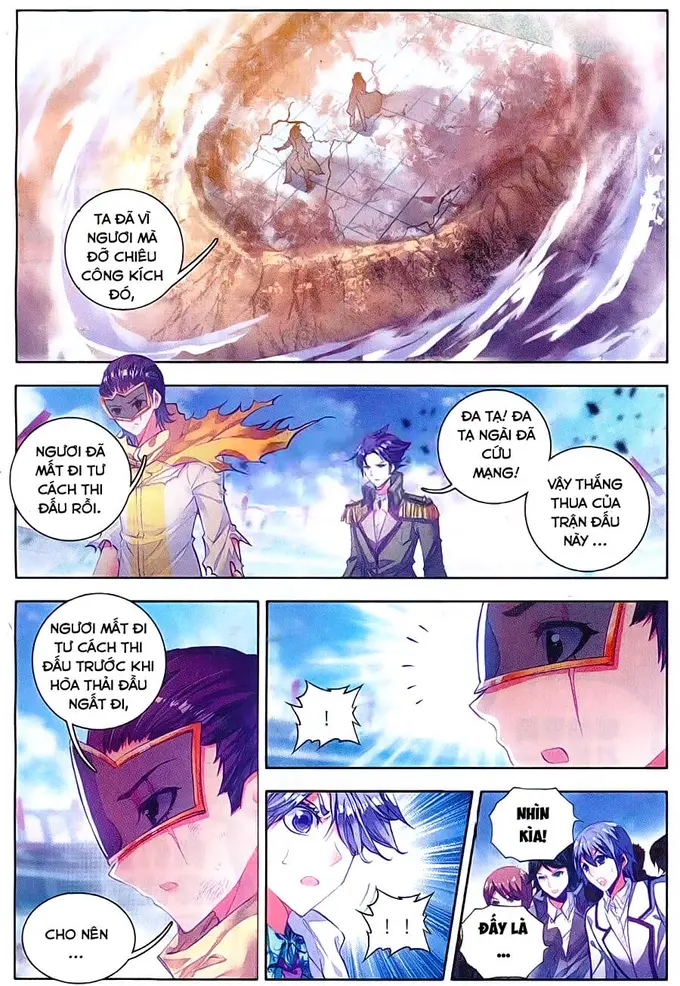 TA ĐÃ VÌ
NGƯƠI MÀ
ĐỠ CHIÊU
CÔNG KÍCH
ĐÓ,
NGƯƠI ĐÃ
MẤT ĐI TƯ
CÁCH THI
ĐẤU RỒI.
ĐA TẠ! ĐA
TẠ NGÀI ĐÃ
CỨU
MẠNG!
VẬY THẮNG
THUA CỦA
TRẬN ĐẤU
NÀY ...
NGƯƠI MẤT ĐI
TƯ CÁCH THI
ĐẤU TRƯỚC KHI
HỎA THẢI ĐẦU
NGẤT ĐI,
CHO NÊN
...
!
! !
NHÌN
KÌA!
ĐẤY LÀ
...